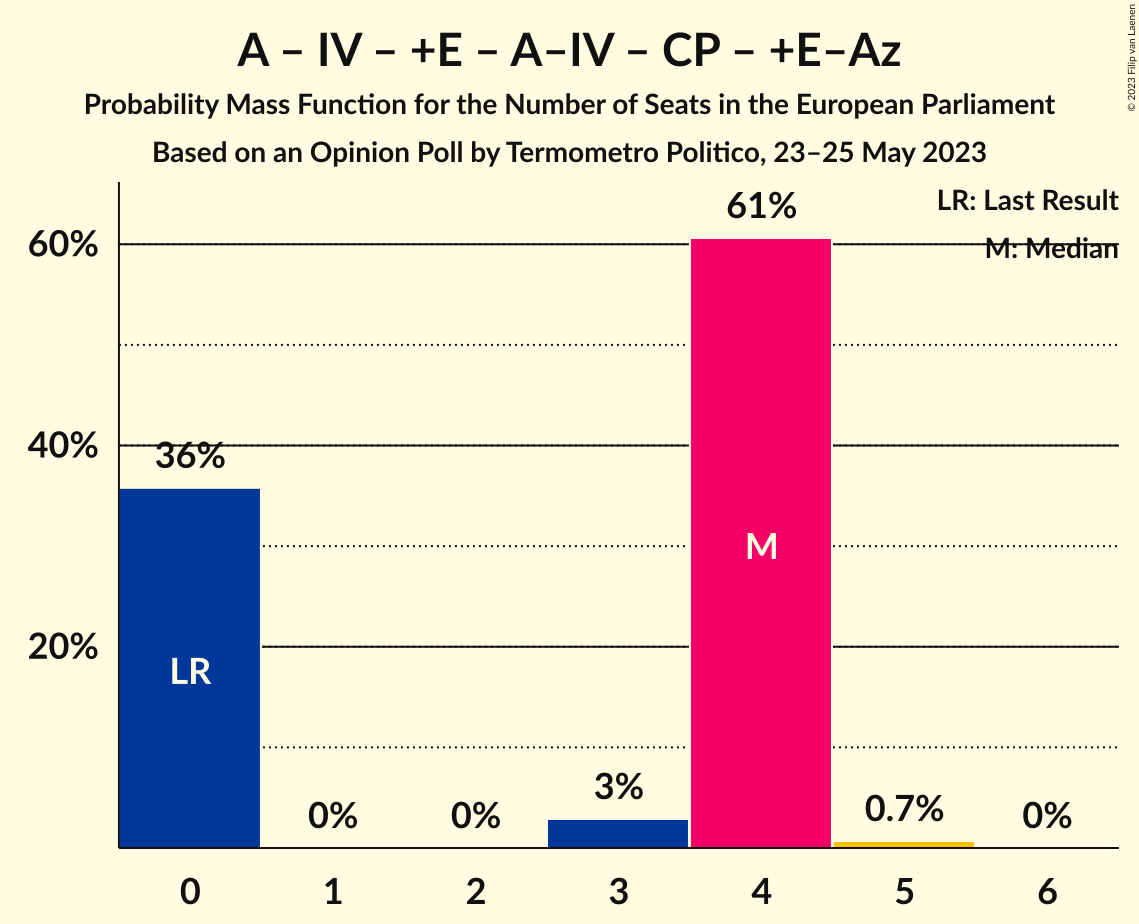 A – IV – +E – A–IV – CP – +E–Az
Probability Mass Function for the Number of Seats in the European Parliament
Based on an Opinion Poll by Termometro Politico, 23–25 May 2023
© 2023 Filip van Laenen
LR: Last Result
M: Median
61%
60%
40%
36%
M
20%
LR
3%
0%
0%
0.7%
0%
0
1
2
3
4
5
6